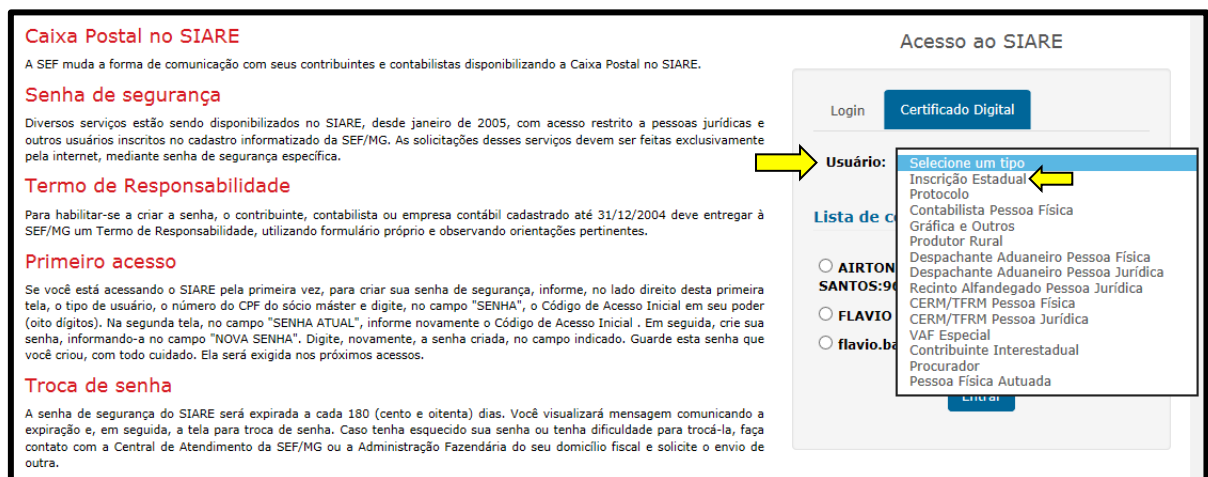 Caixa Postal no SIARE
A SEF muda a forma de comunicação com seus contribuintes e contabilistas disponibilizando a Caixa Postal no SIARE.
Senha de segurança
Diversos serviços estão sendo disponibilizados no SIARE, desde janeiro de 2005, com acesso restrito a pessoas jurídicas e
outros usuários inscritos no cadastro informatizado da SEF/MG. As solicitações desses serviços devem ser feitas exclusivamente
pela internet, mediante senha de segurança específica.
Termo de Responsabilidade
Para habilitar-se a criar a senha, o contribuinte, contabilista ou empresa contábil cadastrado até 31/12/2004 deve entregar à
SEF/MG um Termo de Responsabilidade, utilizando formulário próprio e observando orientações pertinentes.
Primeiro acesso
Se você está acessando o SIARE pela primeira vez, para criar sua senha de segurança, informe, no lado direito desta primeira
tela, o tipo de usuário, o número do CPF do sócio máster e digite, no campo "SENHA", o Código de Acesso Inicial em seu poder
(oito dígitos). Na segunda tela, no campo "SENHA ATUAL", informe novamente o Código de Acesso Inicial . Em seguida, crie sua
senha, informando-a no campo "NOVA SENHA". Digite, novamente, a senha criada, no campo indicado. Guarde esta senha que
você criou, com todo cuidado. Ela será exigida nos próximos acessos.
Troca de senha
A senha de segurança do SIARE será expirada a cada 180 (cento e oitenta) dias. Você visualizará mensagem comunicando a
expiração e, em seguida, a tela para troca de senha. Caso tenha esquecido sua senha ou tenha dificuldade para trocá-la, faça
contato com a Central de Atendimento da SEF/MG ou a Administração Fazendária do seu domicílio fiscal e solicite o envio de
outra.
Acesso ao SIARE
Login Certificado Digital
Usuário:
Selecione um tipo
Inscrição Estadual
Protocolo
Contabilista Pessoa Física
Gráfica e Outros
Produtor Rural
Despachante Aduaneiro Pessoa Física
Despachante Aduaneiro Pessoa Jurídica
Recinto Alfandegado Pessoa Jurídica
CERM/TFRM Pessoa Física
CERM/TFRM Pessoa Jurídica
VAF Especial
Contribuinte Interestadual
Procurador
Pessoa Física Autuada
Lista de c
AIRTON
SANTOS:96
FLAVIO
flavio.ba
Entrar